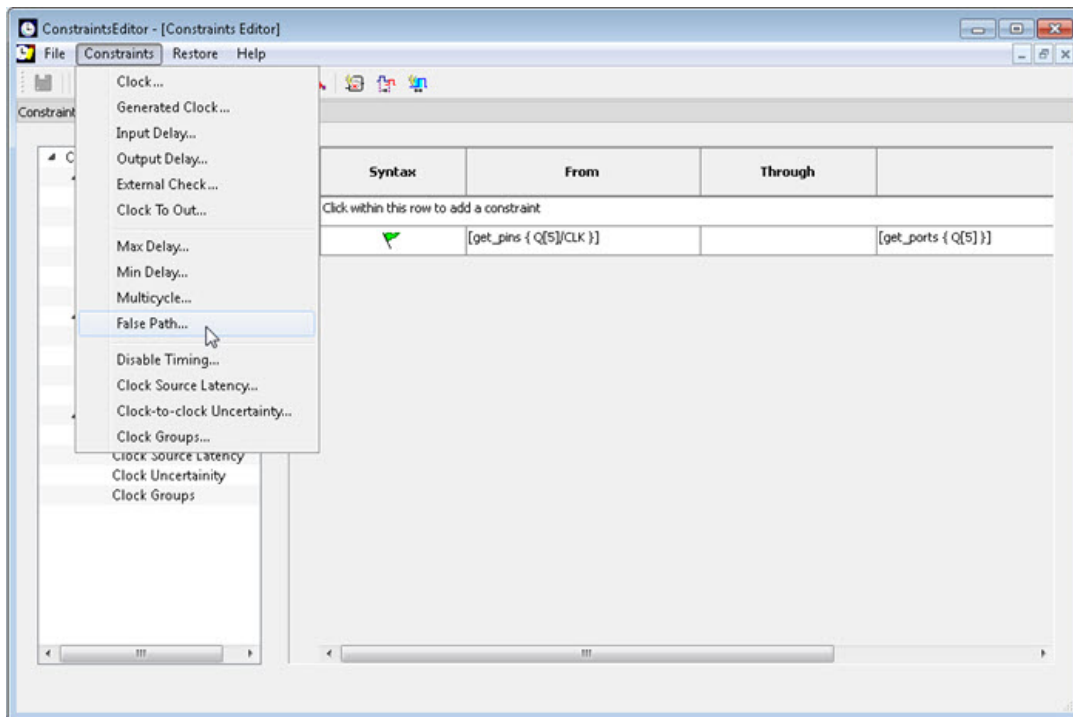 ConstraintsEditor - [Constraints Editor]
File Constraints Restore Help
Constraint
Clock...
Generated Clock...
Input Delay...
Output Delay...
External Check...
Clock To Out...
Max Delay...
Min Delay...
Multicycle...
False Path...
Disable Timing...
Clock Source Latency...
Clock-to-clock Uncertainty...
Clock Groups...
Clock Source Latency
Clock Uncertainity
Clock Groups
Syntax From Through
Click within this row to add a constraint
[get_pins { Q[5]/CLK }] [get_ports { Q[5] }]